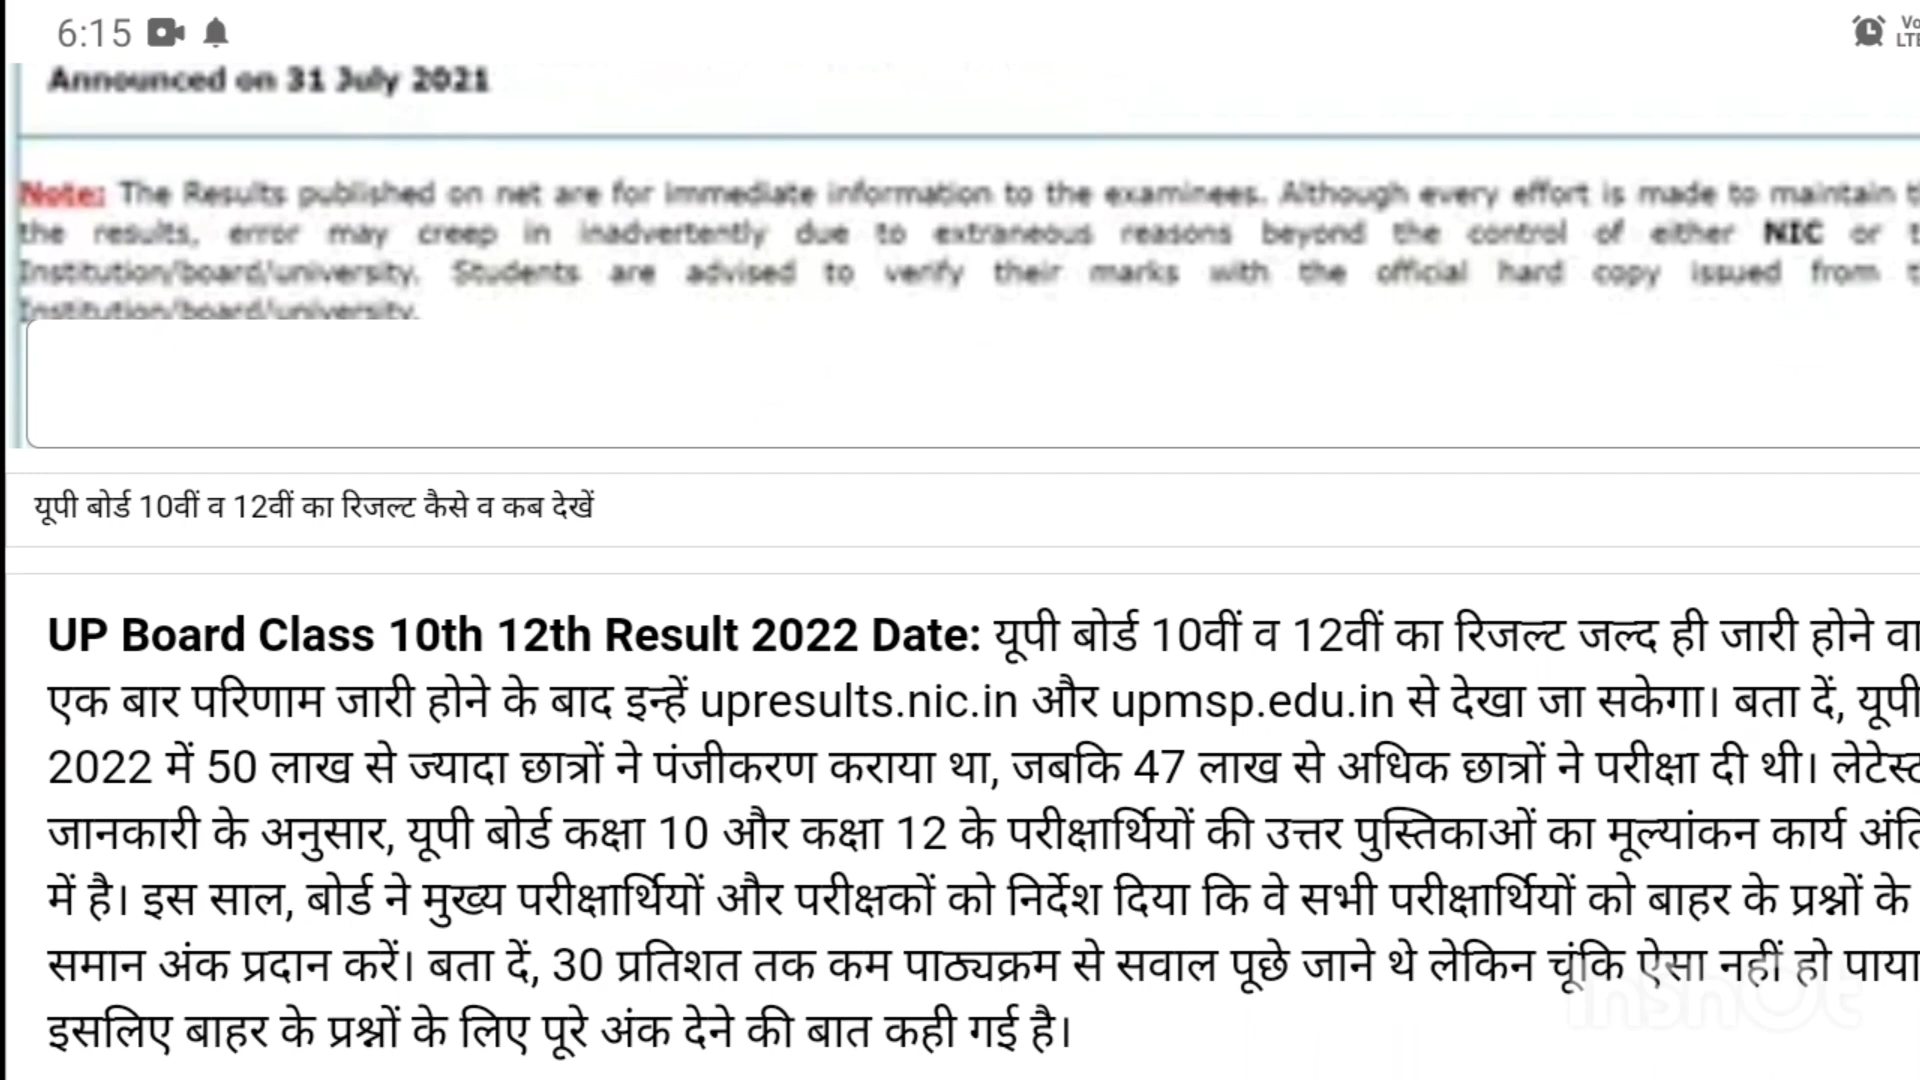 6:15
Vo
LTE
Announced on 31 July 2021
Note: The Results published on net are for immediate information to the examinees. Although every effort is made to maintain
the results, error may creep in inadvertently due to extraneous reasons beyond the control of either NIC or
Institution/board/university. Students are advised to verify their marks with the official hard copy issued from
Institution/board/university.
यूपी बोर्ड 10वीं व 12वीं का रिजल्ट कैसे व कब देखें
UP Board Class 10th 12th Result 2022 Date: यूपी बोर्ड 10वीं व 12वीं का रिजल्ट जल्द ही जारी होने वा
एक बार परिणाम जारी होने के बाद इन्हें upresults.nic.in और upmsp.edu.in से देखा जा सकेगा। बता दें, यूपी
2022 में 50 लाख से ज्यादा छात्रों ने पंजीकरण कराया था, जबकि 47 लाख से अधिक छात्रों ने परीक्षा दी थी। लेटेस्ट
जानकारी के अनुसार, यूपी बोर्ड कक्षा 10 और कक्षा 12 के परीक्षार्थियों की उत्तर पुस्तिकाओं का मूल्यांकन कार्य अंति
में है। इस साल, बोर्ड ने मुख्य परीक्षार्थियों और परीक्षकों को निर्देश दिया कि वे सभी परीक्षार्थियों को बाहर के प्रश्नों के
समान अंक प्रदान करें। बता दें, 30 प्रतिशत तक कम पाठ्यक्रम से सवाल पूछे जाने थे लेकिन चूंकि ऐसा नहीं हो पाया
इसलिए बाहर के प्रश्नों के लिए पूरे अंक देने की बात कही गई है।
InShOt